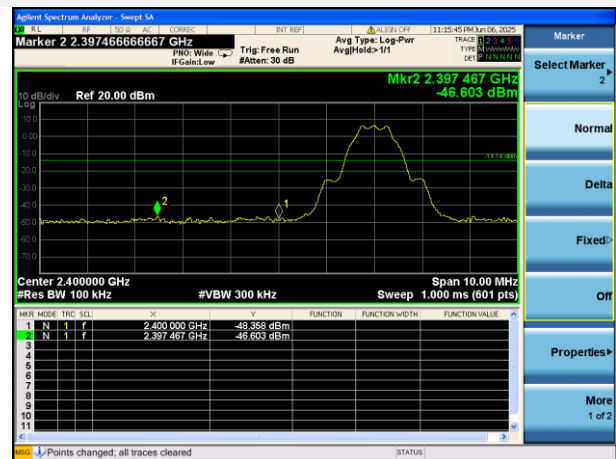 Agilent Spectrum Analyzer - Swept SA
RL RF 50 Ω AC CORREC INT REF ALIGN OFF 11:15:45 PM Jun 06, 2025
Marker 2 2.397466666667 GHz
PNO: Wide
IFGain:Low
Trig: Free Run
#Atten: 30 dB
Avg Type: Log-Pwr
Avg|Hold:>1/1
TRACE 1 2 3 4 5 6
TYPE M W W W W W
DET P N N N N N
Mkr2 2.397 467 GHz
-46.603 dBm
10 dB/div Ref 20.00 dBm
Log
10.0
0.00
-10.0
-14.14 dBm
-20.0
-30.0
-40.0
2
1
-50.0
-60.0
-70.0
Center 2.400000 GHz Span 10.00 MHz
#Res BW 100 kHz #VBW 300 kHz Sweep 1.000 ms (601 pts)
MKR MODE TRC SCL X Y FUNCTION FUNCTION WIDTH FUNCTION VALUE
1 N 1 f 2.400 000 GHz -48.358 dBm
2 N 1 f 2.397 467 GHz -46.603 dBm
3
4
5
6
7
8
9
10
11
MSG Points changed; all traces cleared STATUS
Marker
Select Marker
2
Normal
Delta
Fixed
Off
Properties
More
1 of 2